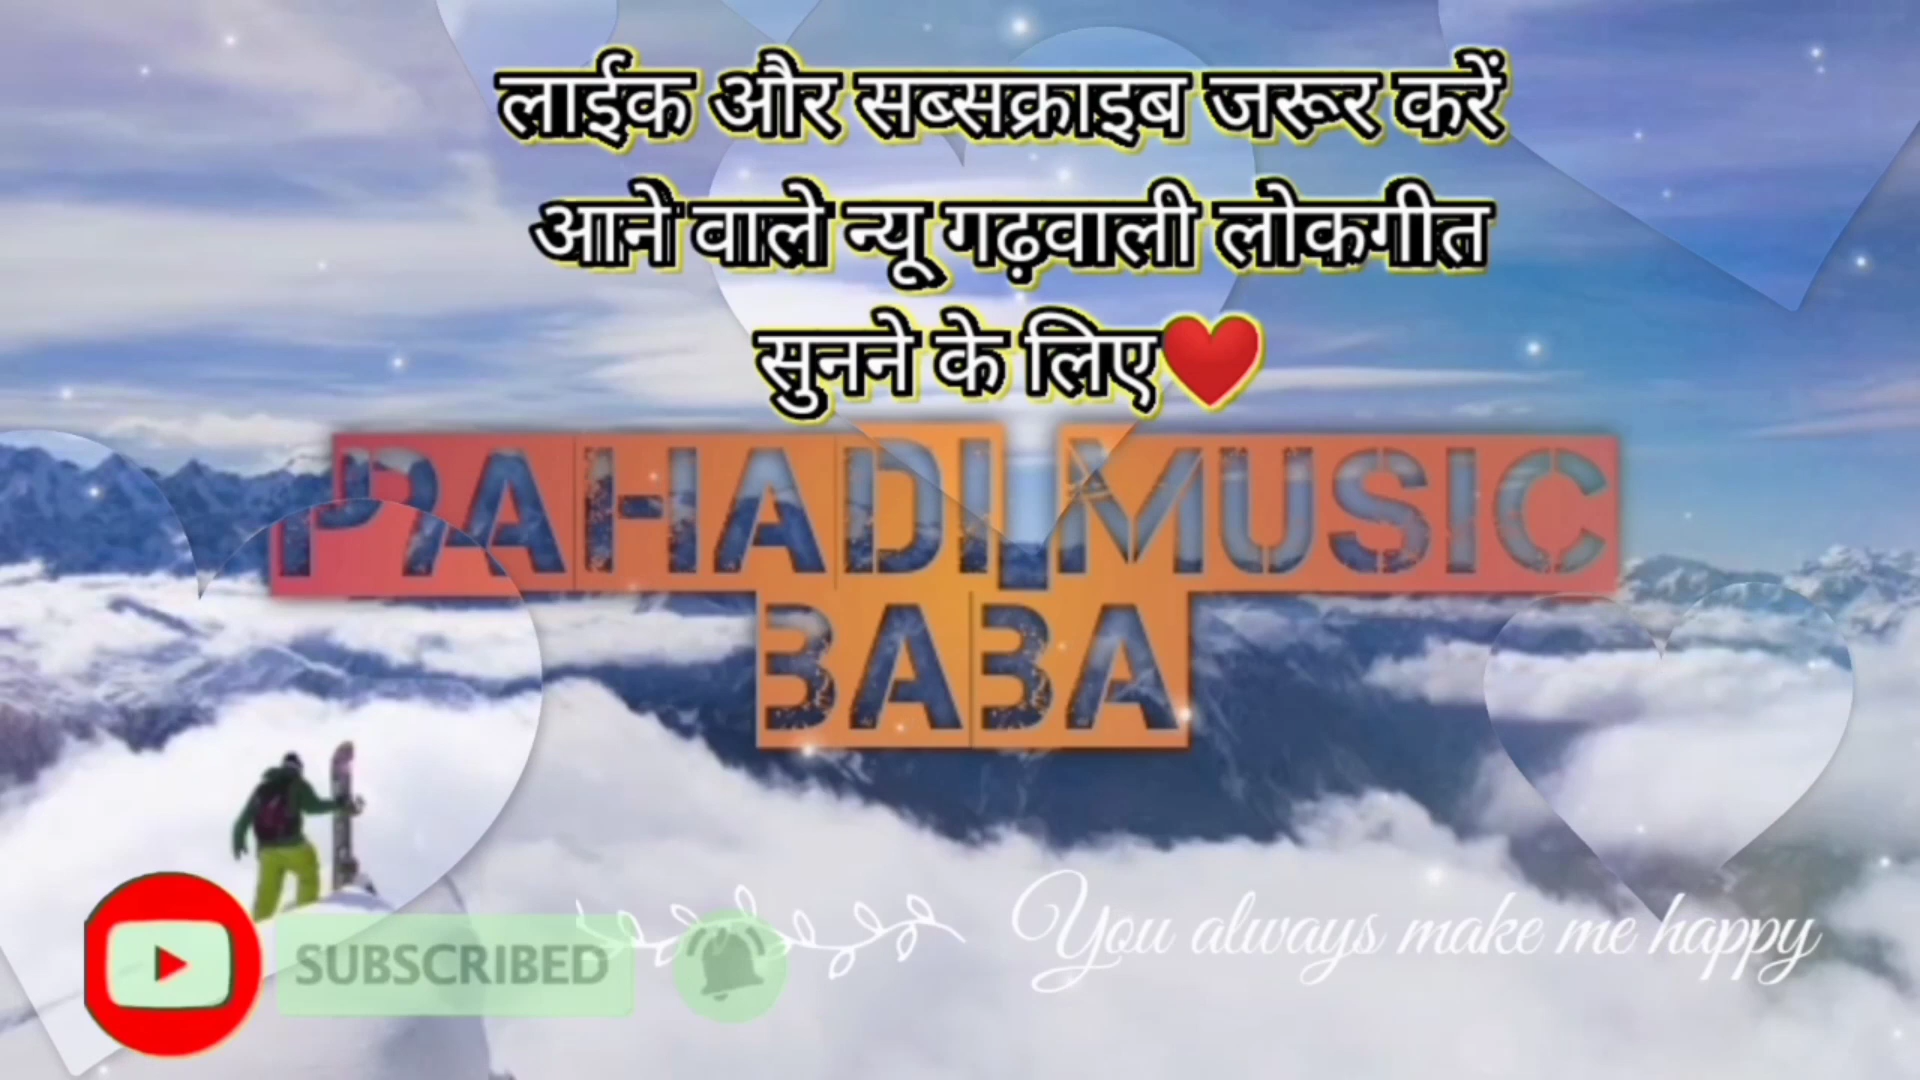 लाईक और सब्सक्राइब जरूर करें
आने वाले न्यू गढ़वाली लोकगीत
सुनने के लिए❤️
PAHADI MUSIC
BABA
SUBSCRIBED
You always make me happy